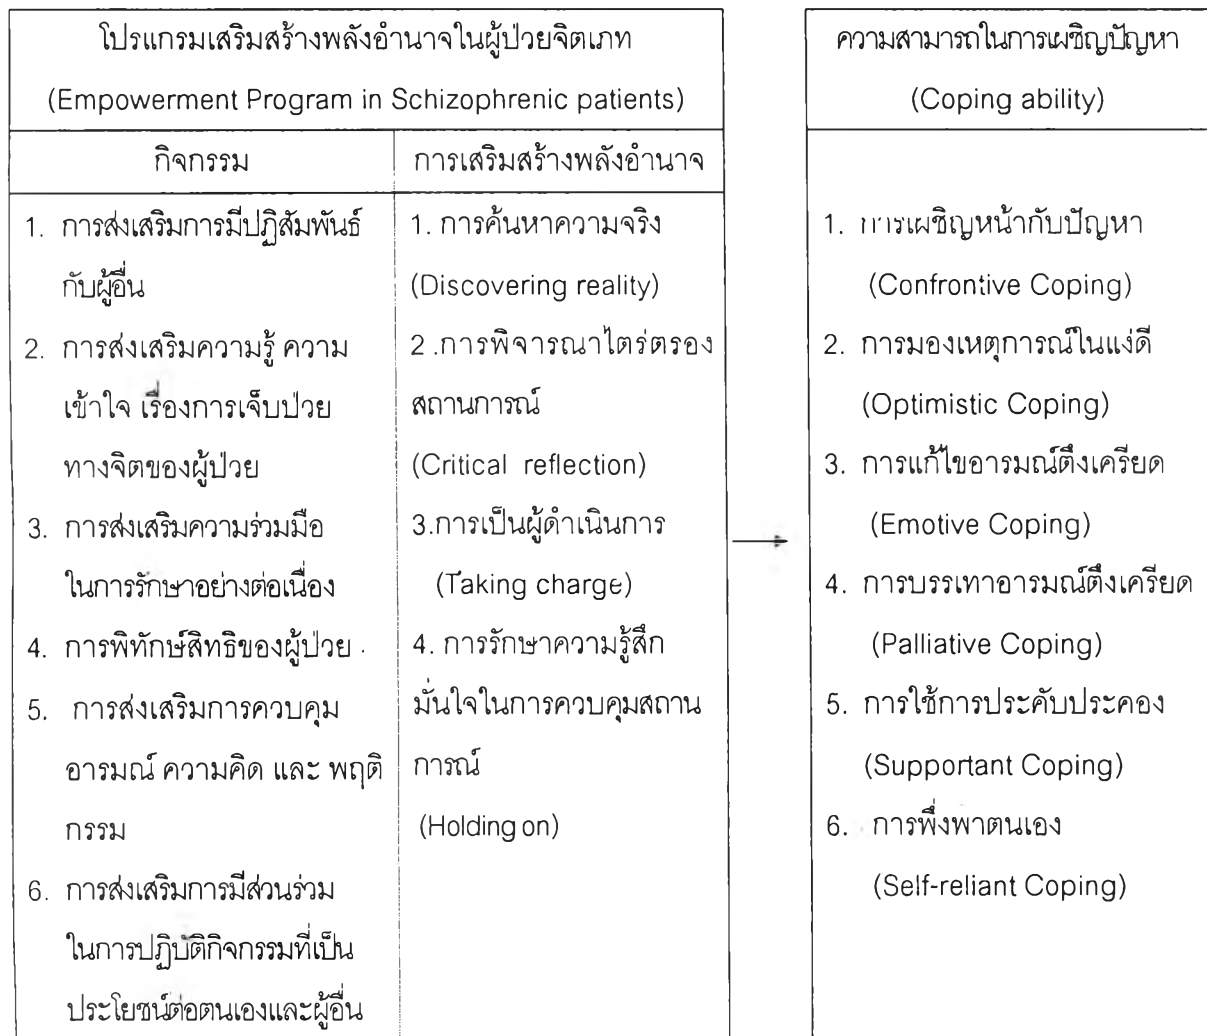 โปรแกรมเสริมสร้างพลังอำนาจในผู้ป่วยจิตเภท
(Empowerment Program in Schizophrenic patients)
กิจกรรม
1. การส่งเสริมการมีปฏิสัมพันธ์
กับผู้อื่น
2. การส่งเสริมความรู้ ความ
เข้าใจ เรื่องการเจ็บป่วย
ทางจิตของผู้ป่วย
3. การส่งเสริมความร่วมมือ
ในการรักษาอย่างต่อเนื่อง
4. การพิทักษ์สิทธิของผู้ป่วย
5. การส่งเสริมการควบคุม
อารมณ์ ความคิด และ พฤติ
กรรม
6. การส่งเสริมการมีส่วนร่วม
ในการปฏิบัติกิจกรรมที่เป็น
ประโยชน์ต่อตนเองและผู้อื่น
การเสริมสร้างพลังอำนาจ
1. การค้นหาความจริง
(Discovering reality)
2 .การพิจารณาไตร่ตรอง
สถานการณ์
(Critical reflection)
3.การเป็นผู้ดำเนินการ
(Taking charge)
4. การรักษาความรู้สึก
มั่นใจในการควบคุมสถาน
การณ์
(Holding on)
ความสามารถในการเผชิญปัญหา
(Coping ability)
1. การเผชิญหน้ากับปัญหา
(Confrontive Coping)
2. การมองเหตุการณ์ในแง่ดี
(Optimistic Coping)
3. การแก้ไขอารมณ์ตึงเครียด
(Emotive Coping)
4. การบรรเทาอารมณ์ตึงเครียด
(Palliative Coping)
5. การใช้การประคับประคอง
(Supportant Coping)
6. การพึ่งพาตนเอง
(Self-reliant Coping)